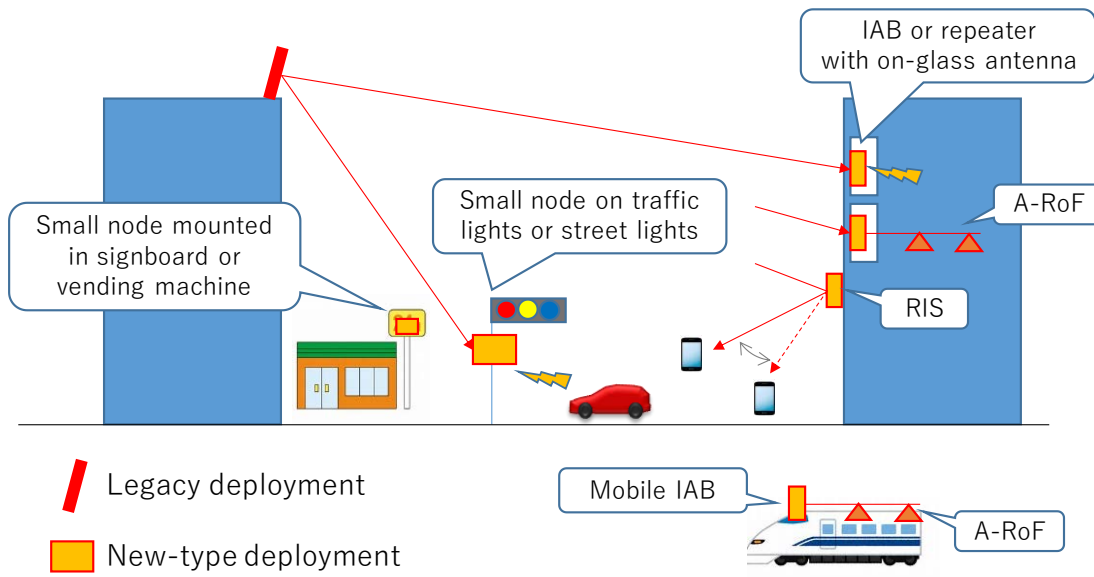 IAB or repeater
with on-glass antenna
Small node on traffic
lights or street lights
A-RoF
Small node mounted
in signboard or
vending machine
RIS
Legacy deployment
Mobile IAB
A-RoF
New-type deployment